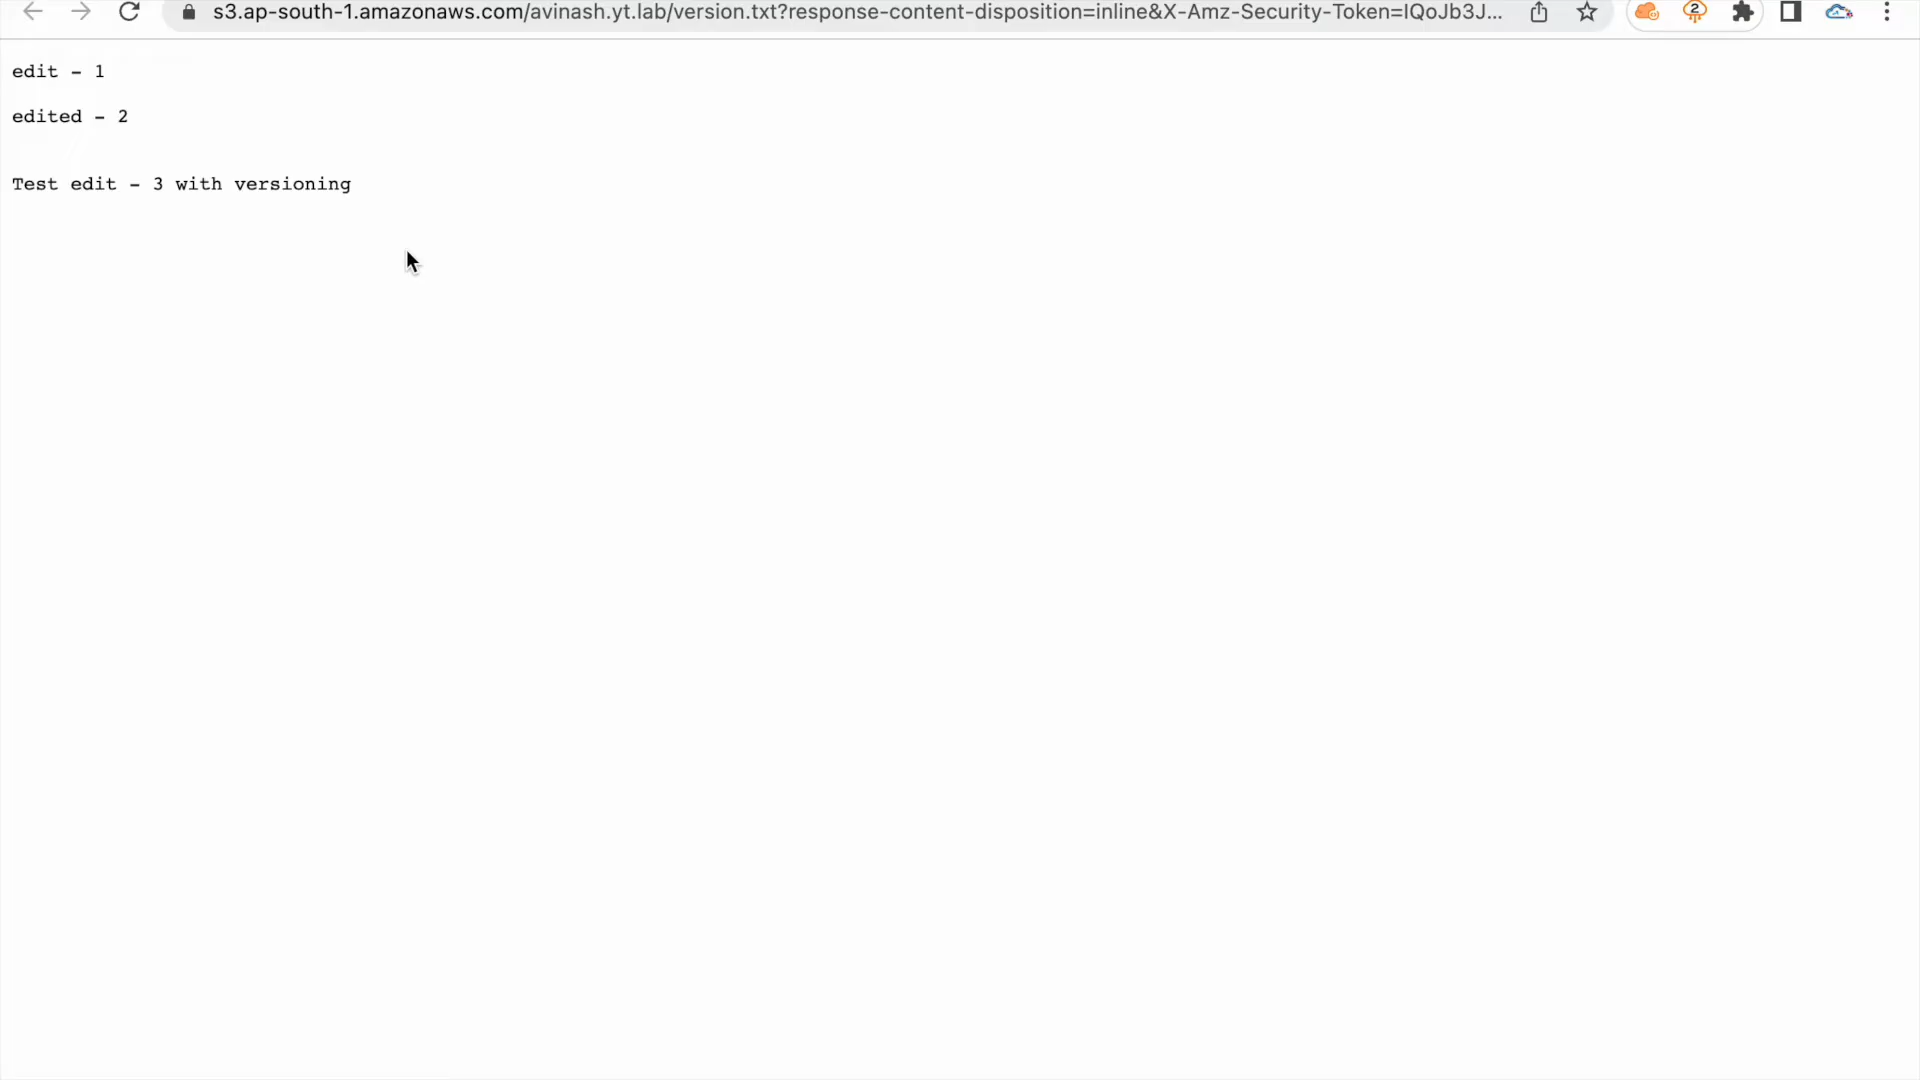 s3.ap-south-1.amazonaws.com/avinash.yt.lab/version.txt?response-content-disposition=inline&X-Amz-Security-Token=IQoJb3J...
2
edit - 1
edited - 2
Test edit - 3 with versioning